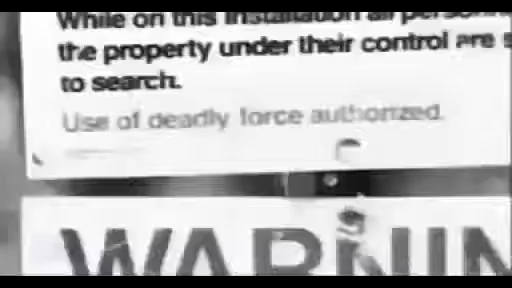 While on this installation all
the property under their control are
to search.
Use of deadly force authorized.
WARNIN